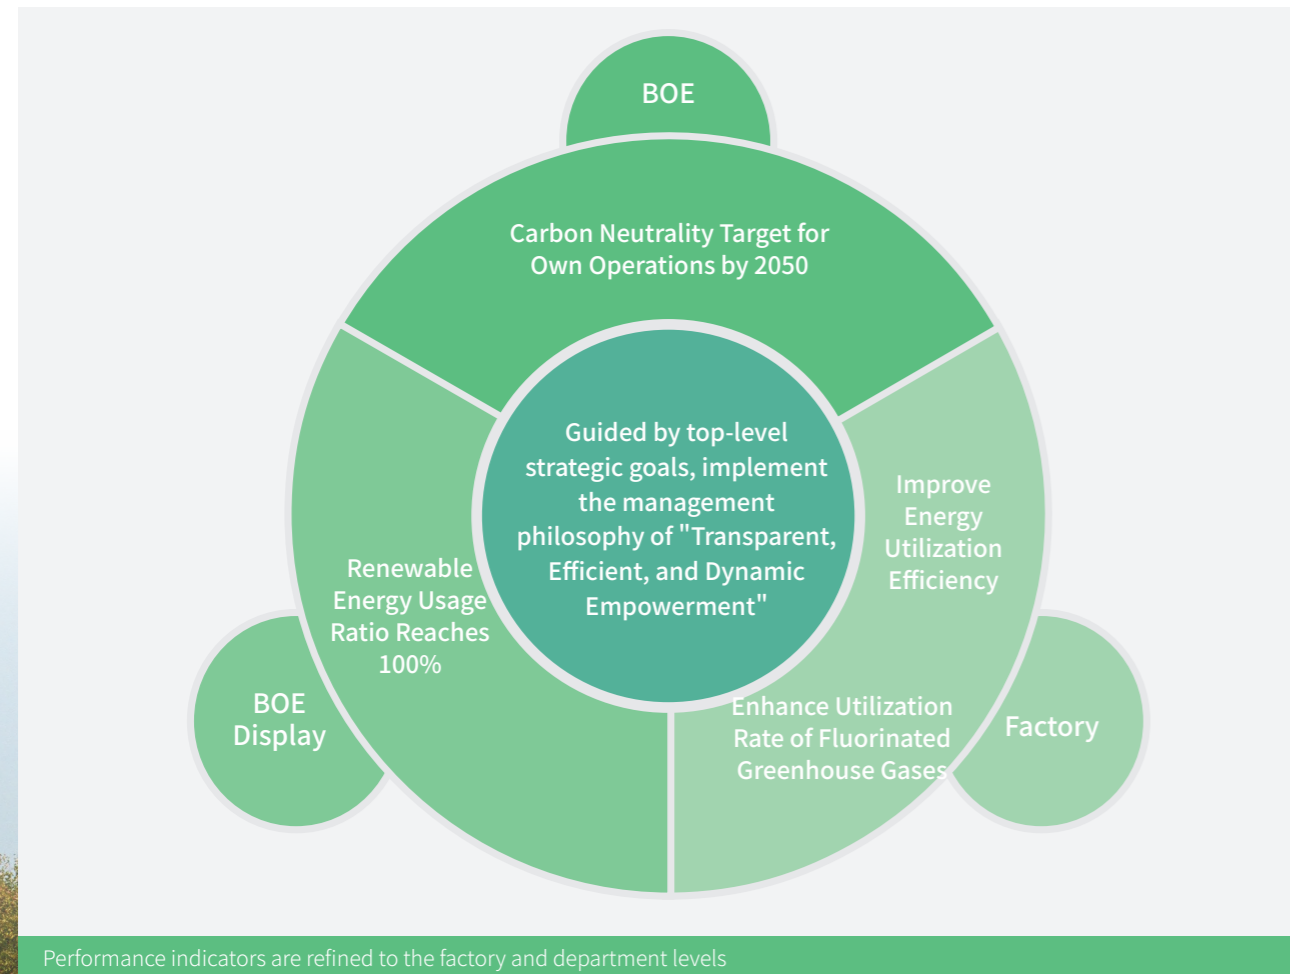 BOE
Carbon Neutrality Target for
Own Operations by 2050
Guided by top-level
strategic goals, implement
the management
philosophy of "Transparent,
Efficient, and Dynamic
Empowerment"
Improve
Energy
Utilization
Efficiency
Renewable
Energy Usage
Ratio Reaches
100%
BOE
Display
Enhance Utilization
Rate of Fluorinated
Greenhouse Gases
Factory
Performance indicators are refined to the factory and department levels